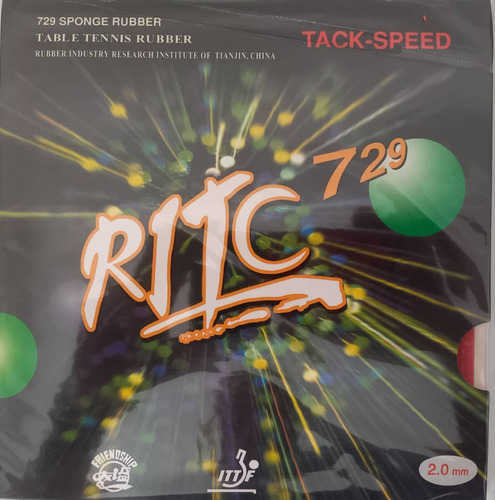 729 SPONGE RUBBER
TABLE TENNIS RUBBER
RUBBER INDUSTRY RESEARCH INSTITUTE OF TIANJIN, CHINA
TACK-SPEED
729
RITC
FRIENDSHIP
ITTF
2.0 mm